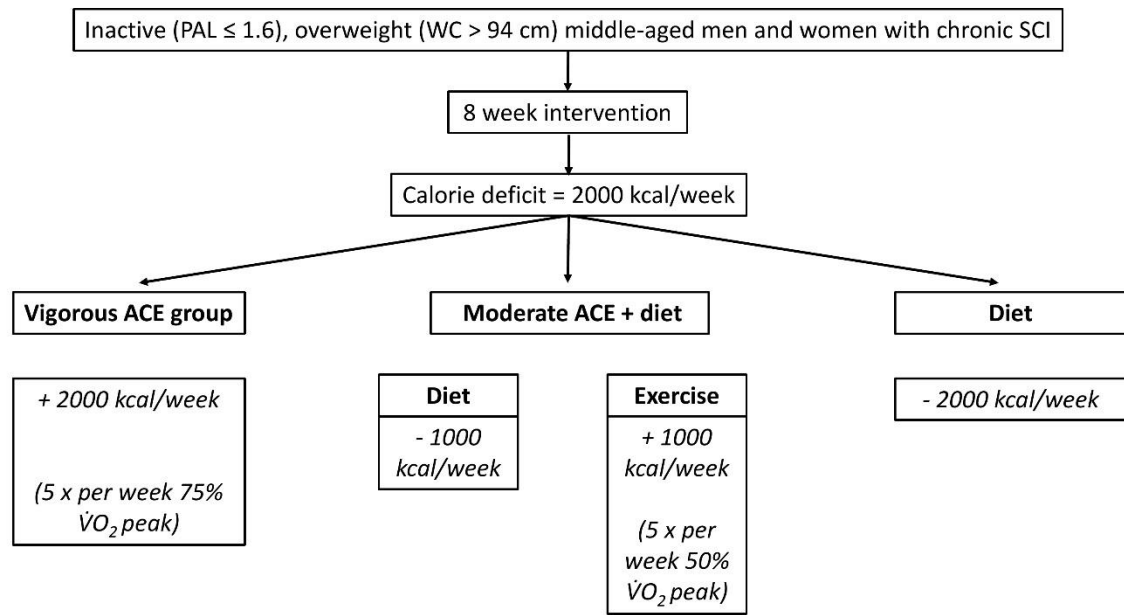 Inactive (PAL ≤ 1.6), overweight (WC > 94 cm) middle-aged men and women with chronic SCI
8 week intervention
Calorie deficit = 2000 kcal/week
Vigorous ACE group
+ 2000 kcal/week
(5 x per week 75%
V̇O₂ peak)
Moderate ACE + diet
Diet
- 1000
kcal/week
Exercise
+ 1000
kcal/week
(5 x per
week 50%
V̇O₂ peak)
Diet
- 2000 kcal/week